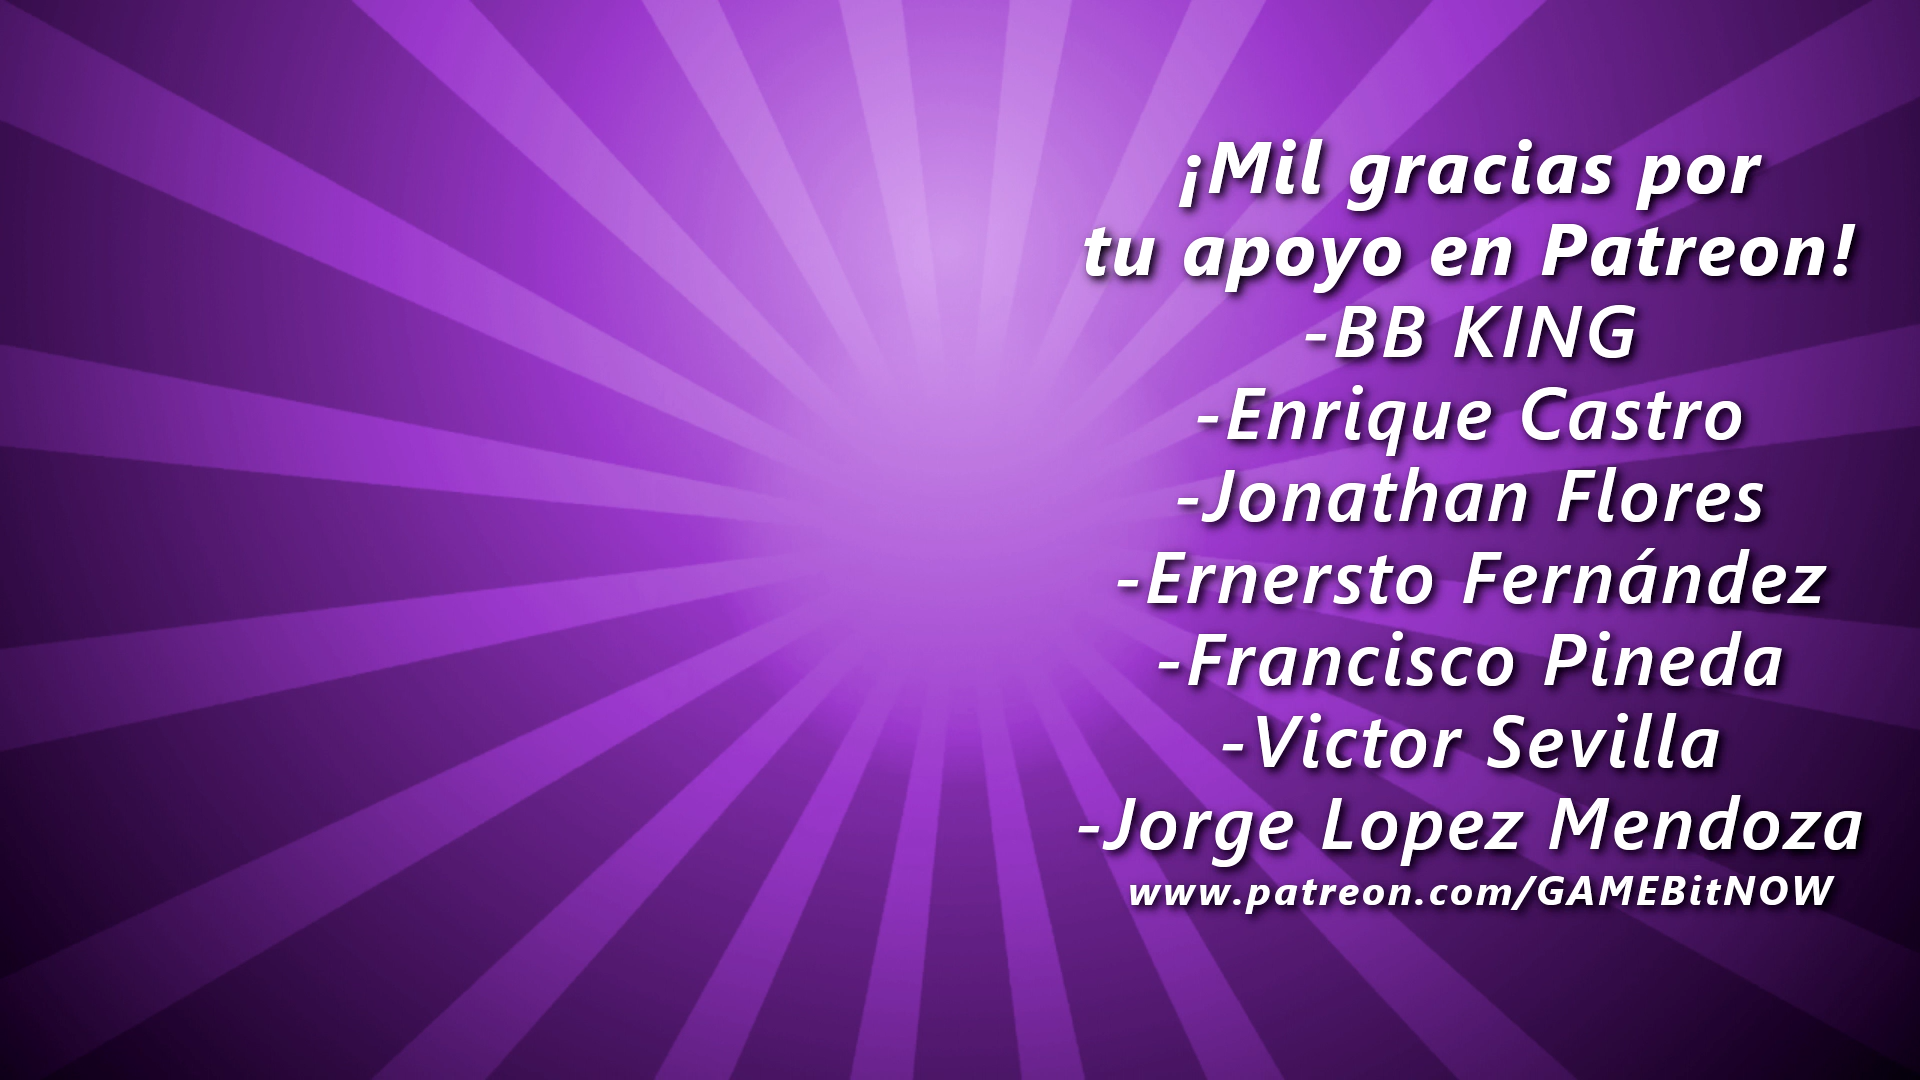 ¡Mil gracias por
tu apoyo en Patreon!
-BB KING
-Enrique Castro
-Jonathan Flores
-Ernersto Fernández
-Francisco Pineda
-Victor Sevilla
-Jorge Lopez Mendoza
www.patreon.com/GAMEBitNOW